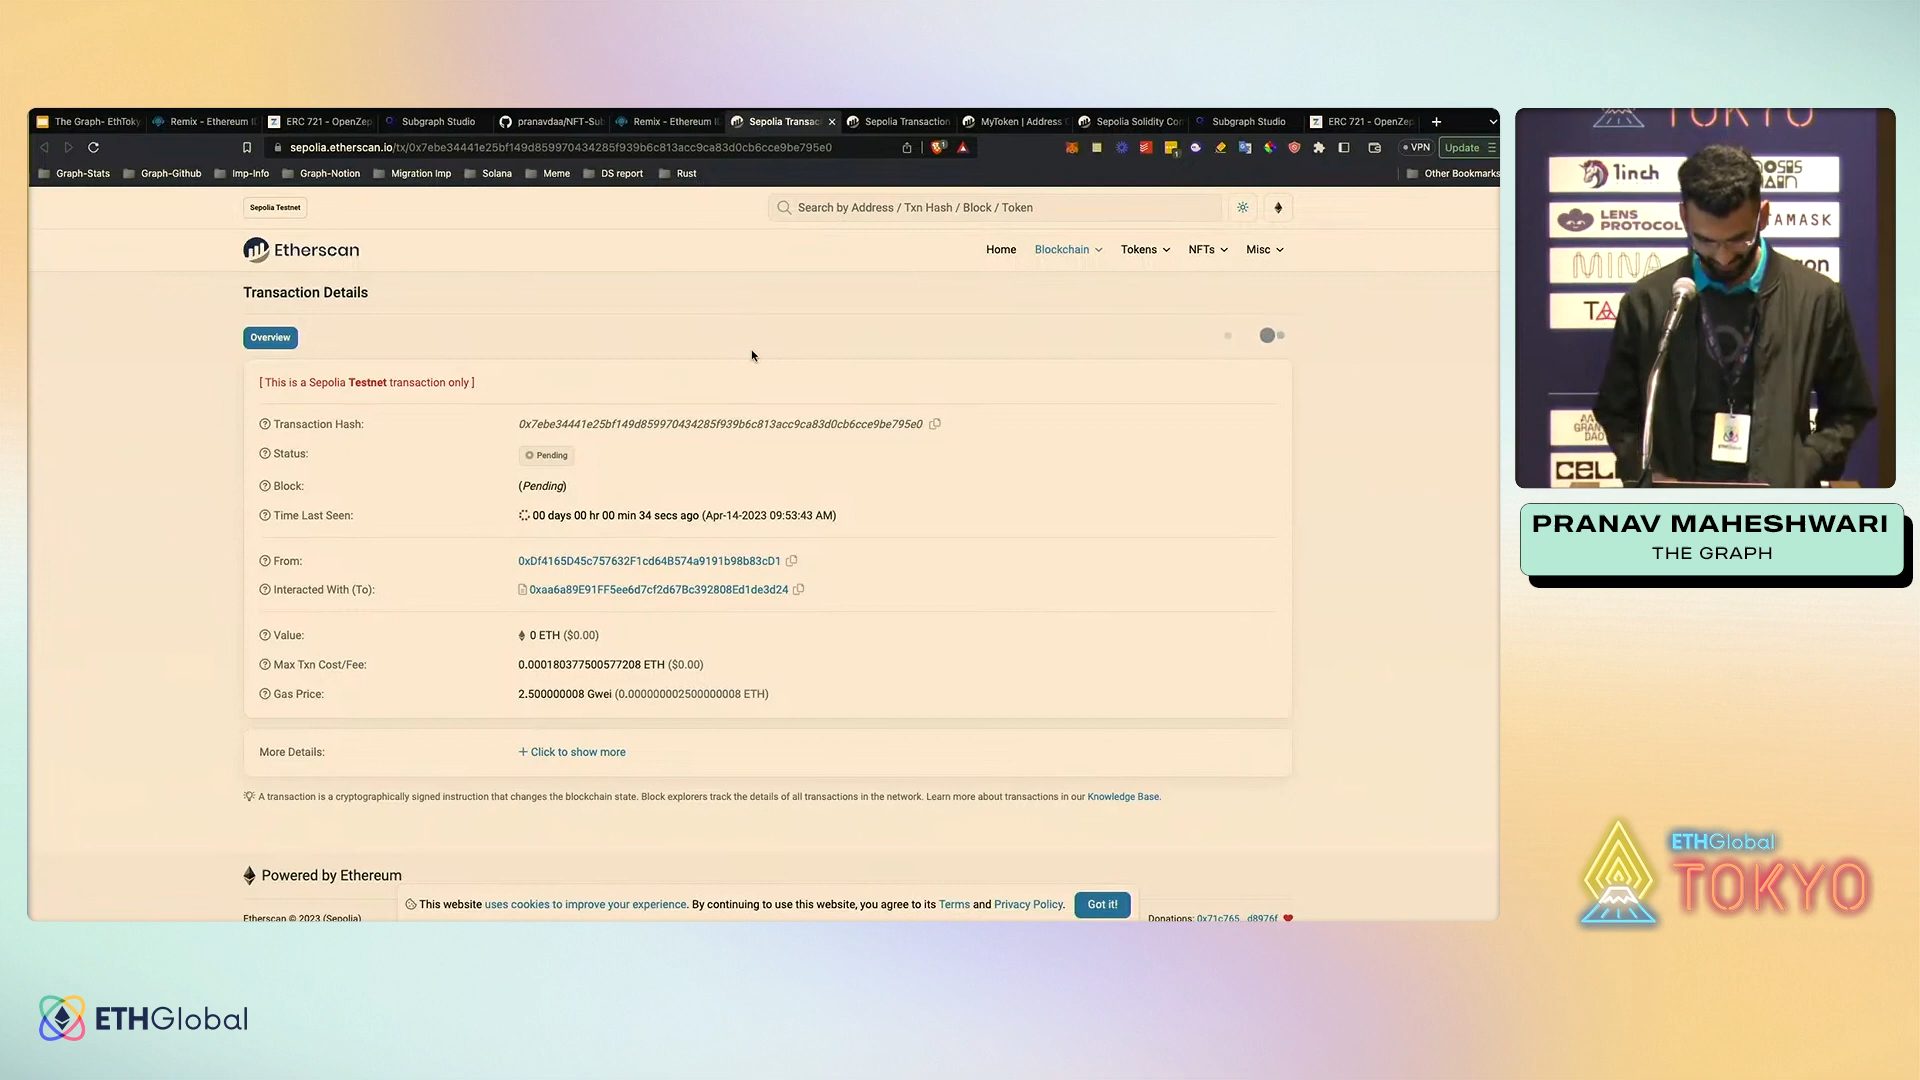 The Graph- EthToky
Remix - Ethereum I
ERC 721 - OpenZep
Subgraph Studio
pranavdaa/NFT-Sub
Remix - Ethereum I
Sepolia Transac
Sepolia Transaction
MyToken | Address
Sepolia Solidity Con
Subgraph Studio
ERC 721 - OpenZep
sepolia.etherscan.io/tx/0x7ebe34441e25bf149d859970434285f939b6c813acc9ca83d0cb6cce9be795e0
VPN
Update
Graph-Stats
Graph-Github
Imp-Info
Graph-Notion
Migration Imp
Solana
Meme
DS report
Rust
Other Bookmarks
Sepolia Testnet
Search by Address / Txn Hash / Block / Token
Etherscan
Home
Blockchain
Tokens
NFTs
Misc
Transaction Details
Overview
[ This is a Sepolia Testnet transaction only ]
Transaction Hash:
0x7ebe34441e25bf149d859970434285f939b6c813acc9ca83d0cb6cce9be795e0
Status:
Pending
Block:
(Pending)
Time Last Seen:
00 days 00 hr 00 min 34 secs ago (Apr-14-2023 09:53:43 AM)
From:
0xDf4165D45c757632F1cd64B574a9191b98b83cD1
Interacted With (To):
0xaa6a89E91FF5ee6d7cf2d67Bc392808Ed1de3d24
Value:
0 ETH ($0.00)
Max Txn Cost/Fee:
0.000180377500577208 ETH ($0.00)
Gas Price:
2.500000008 Gwei (0.000000002500000008 ETH)
More Details:
+ Click to show more
A transaction is a cryptographically signed instruction that changes the blockchain state. Block explorers track the details of all transactions in the network. Learn more about transactions in our Knowledge Base.
Powered by Ethereum
This website uses cookies to improve your experience. By continuing to use this website, you agree to its Terms and Privacy Policy.
Got it!
Etherscan © 2023 (Sepolia)
Donations: 0x71c765...d8976f
TOKYO
1inch
LENS
PROTOCOL
TAMASK
MINA
CEL
PRANAV MAHESHWARI
THE GRAPH
ETHGlobal
TOKYO
ETHGlobal